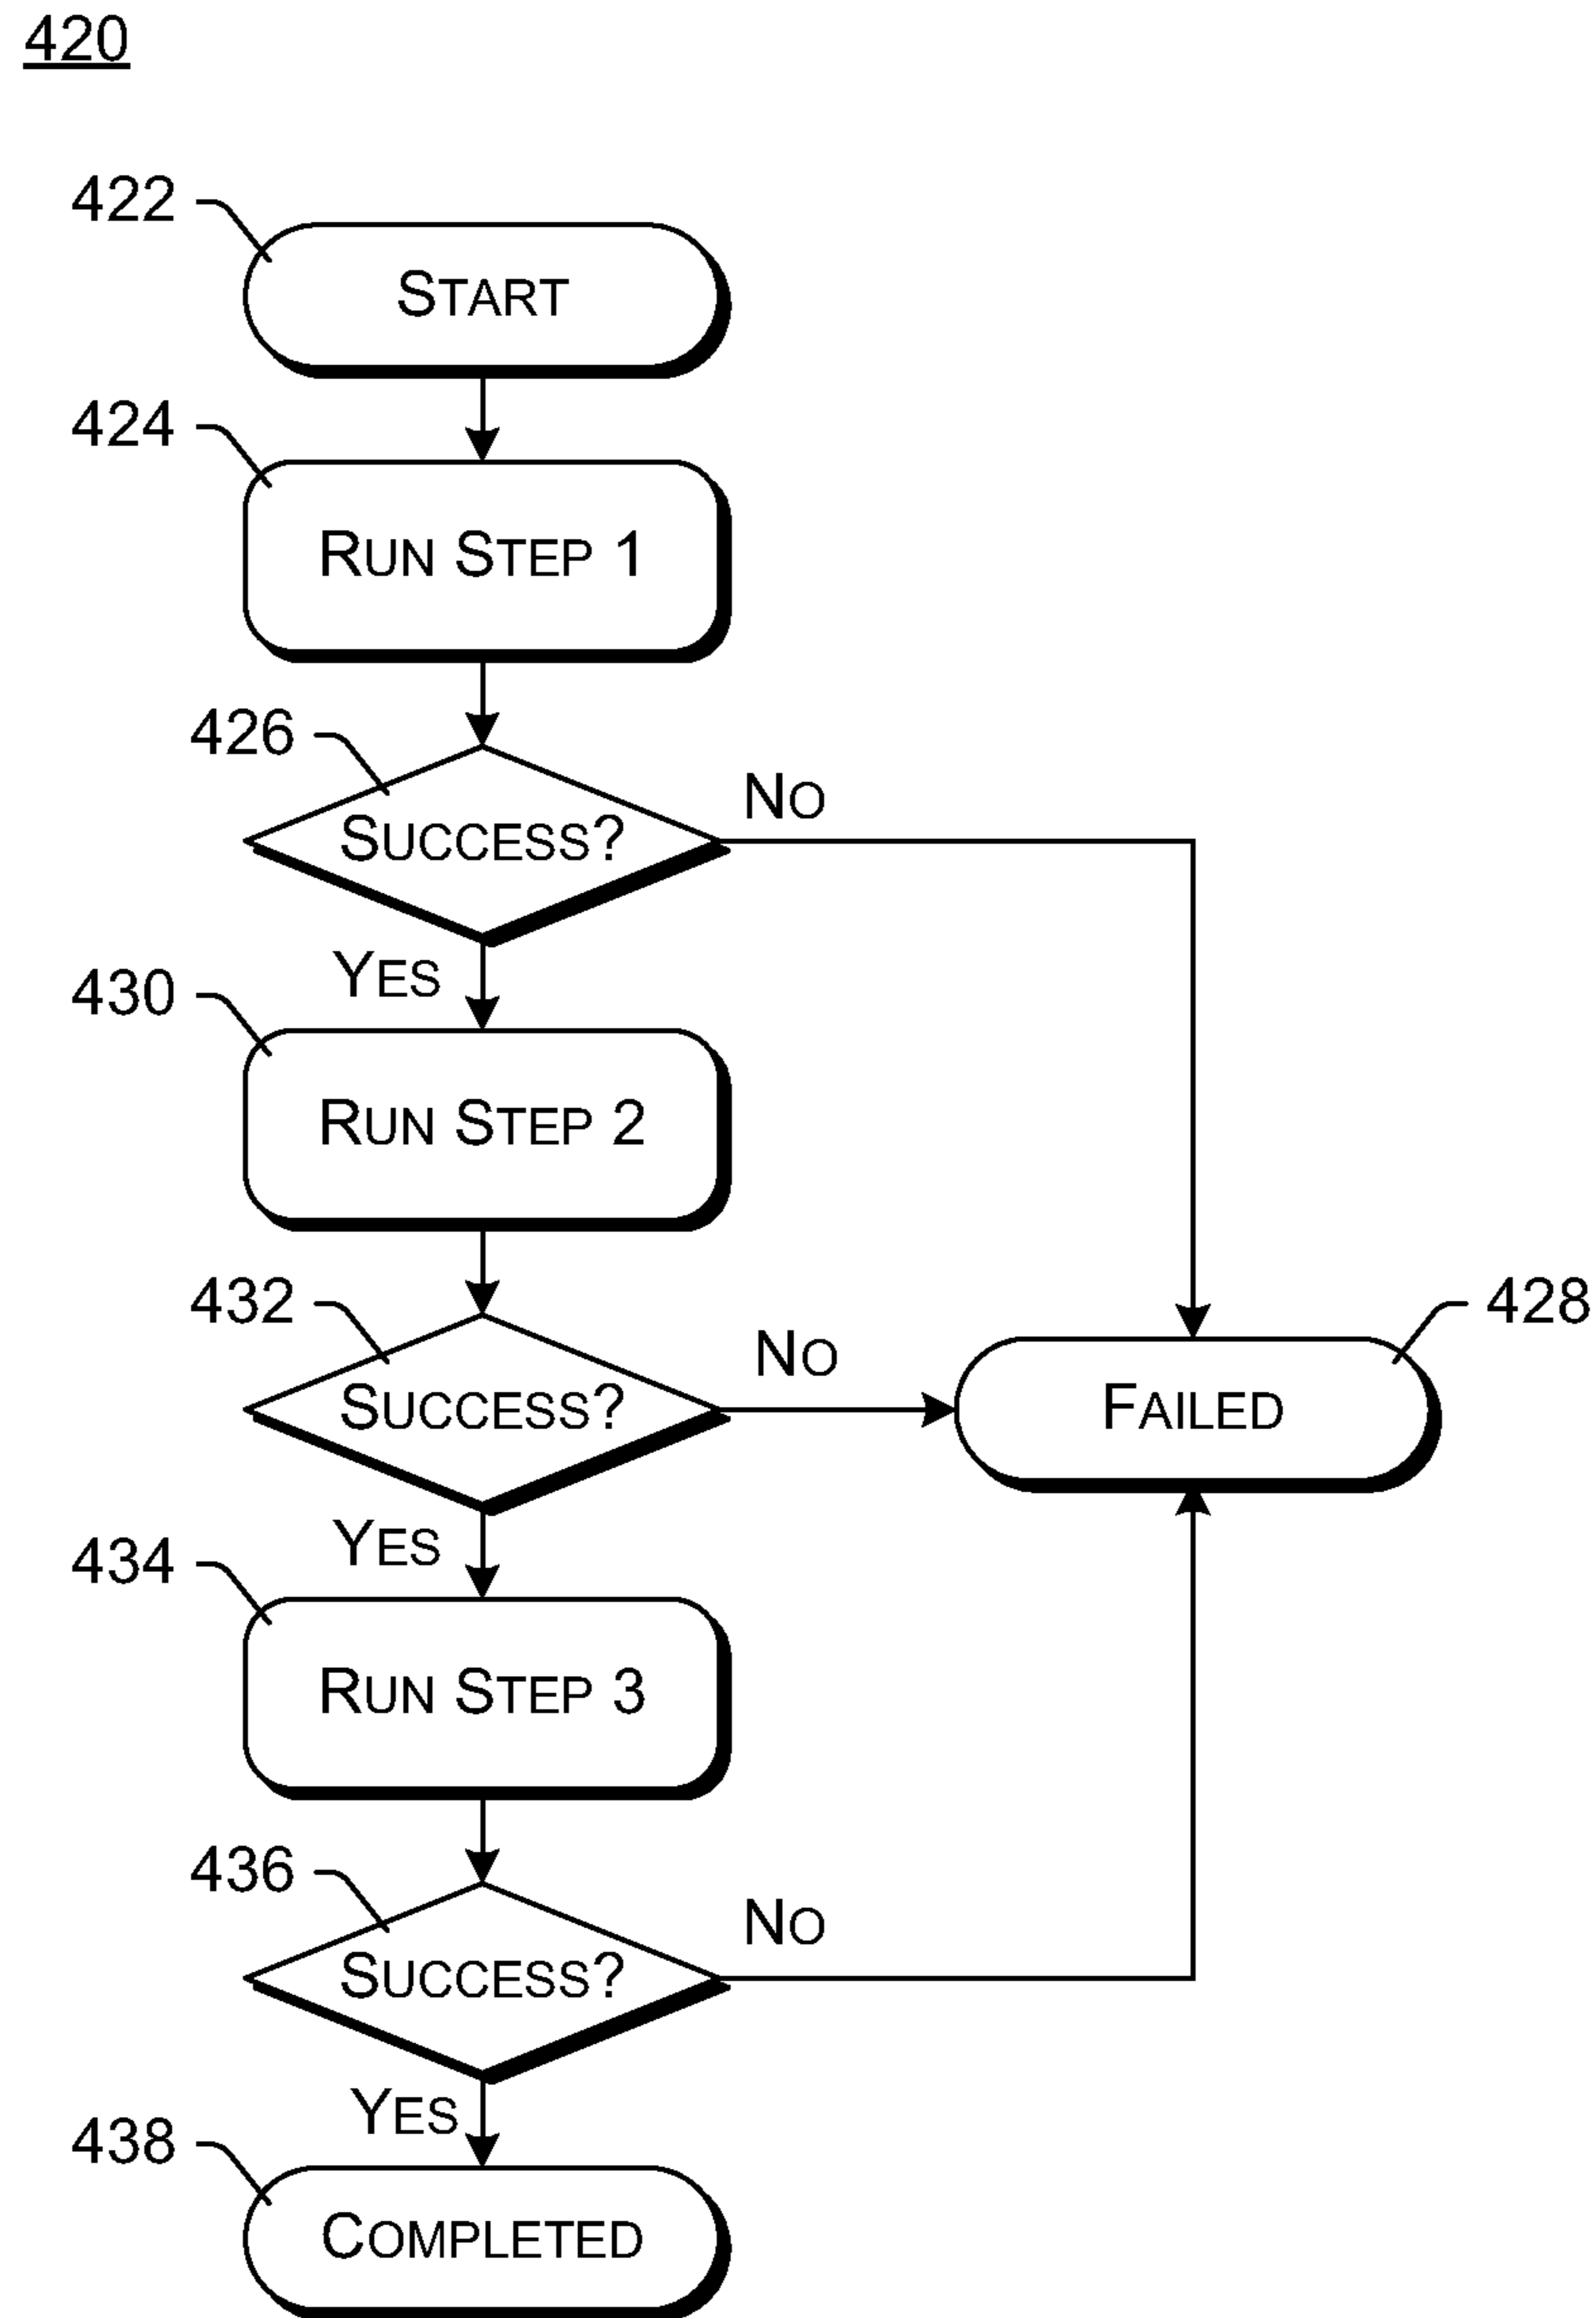 420
422
START
424
RUN STEP 1
426
NO
SUCCESS?
YES
430
RUN STEP 2
432
428
NO
SUCCESS?
FAILED
YES
434
RUN STEP 3
436
NO
SUCCESS?
YES
438
COMPLETED